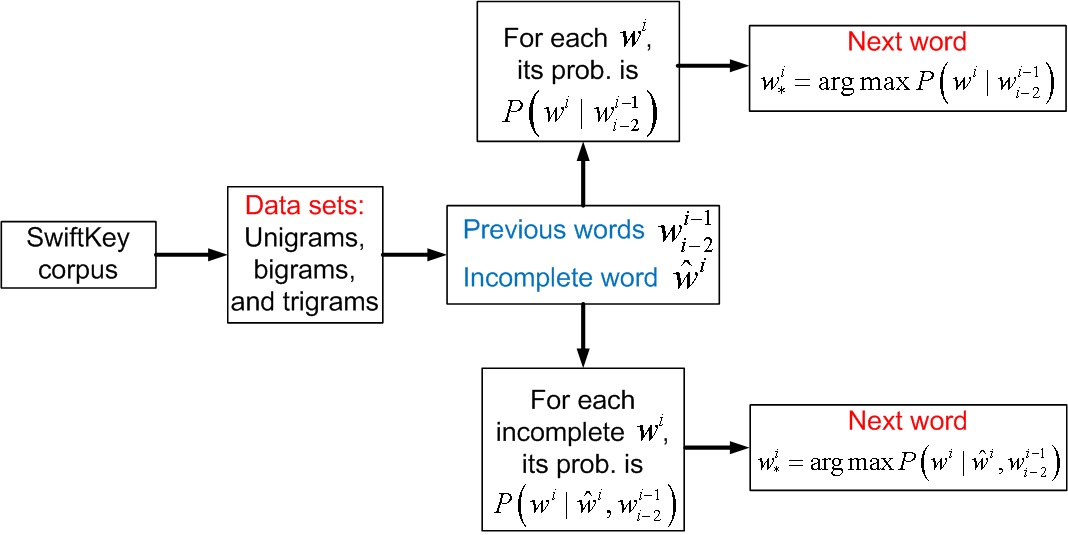 SwiftKey
corpus
Data sets:
Unigrams,
bigrams,
and trigrams
Previous words $w_{i-2}^{i-1}$
Incomplete word $\hat{w}^{i}$
For each $w^{i}$,
its prob. is
$P\left(w^{i} \mid w_{i-2}^{i-1}\right)$
Next word
$w_{*}^{i} = \arg\max P\left(w^{i} \mid w_{i-2}^{i-1}\right)$
For each
incomplete $w^{i}$,
its prob. is
$P\left(w^{i} \mid \hat{w}^{i}, w_{i-2}^{i-1}\right)$
Next word
$w_{*}^{i} = \arg\max P\left(w^{i} \mid \hat{w}^{i}, w_{i-2}^{i-1}\right)$